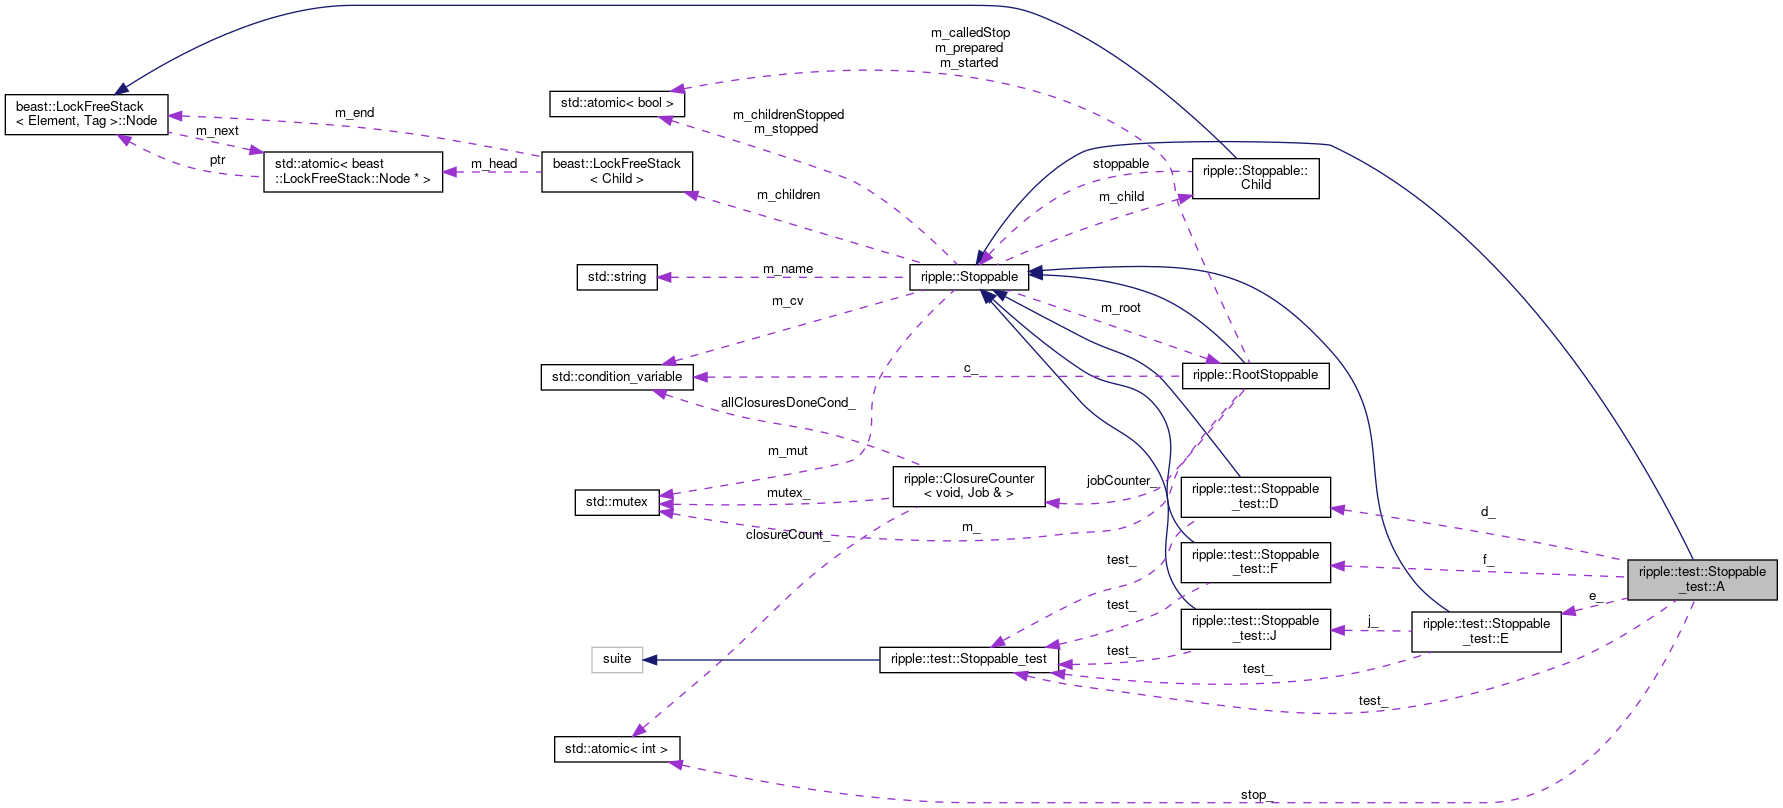 m_calledStop
m_prepared
m_started
beast::LockFreeStack
< Element, Tag >::Node
std::atomic< bool >
m_end
m_childrenStopped
m_stopped
m_next
ptr
std::atomic< beast
::LockFreeStack::Node * >
m_head
beast::LockFreeStack
< Child >
stoppable
ripple::Stoppable::
Child
m_children
m_child
std::string
m_name
ripple::Stoppable
m_cv
m_root
std::condition_variable
c_
ripple::RootStoppable
allClosuresDoneCond_
m_mut
ripple::ClosureCounter
< void, Job & >
jobCounter_
std::mutex
mutex_
ripple::test::Stoppable
_test::D
d_
m_
closureCount_
ripple::test::Stoppable
_test::F
f_
test_
ripple::test::Stoppable
_test::A
e_
test_
ripple::test::Stoppable
_test::J
j_
ripple::test::Stoppable
_test::E
suite
ripple::test::Stoppable_test
test_
test_
test_
std::atomic< int >
stop_